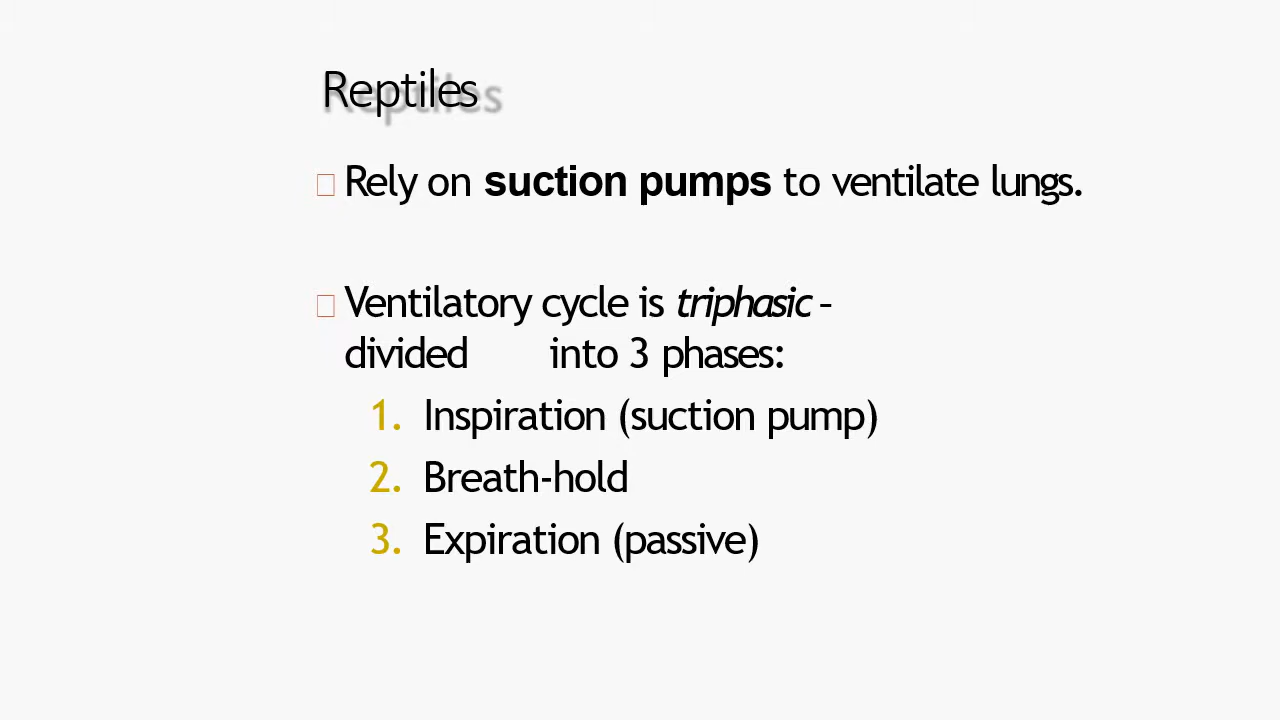 Reptiles
Rely on suction pumps to ventilate lungs.
Ventilatory cycle is triphasic –
divided into 3 phases:
1. Inspiration (suction pump)
2. Breath-hold
3. Expiration (passive)